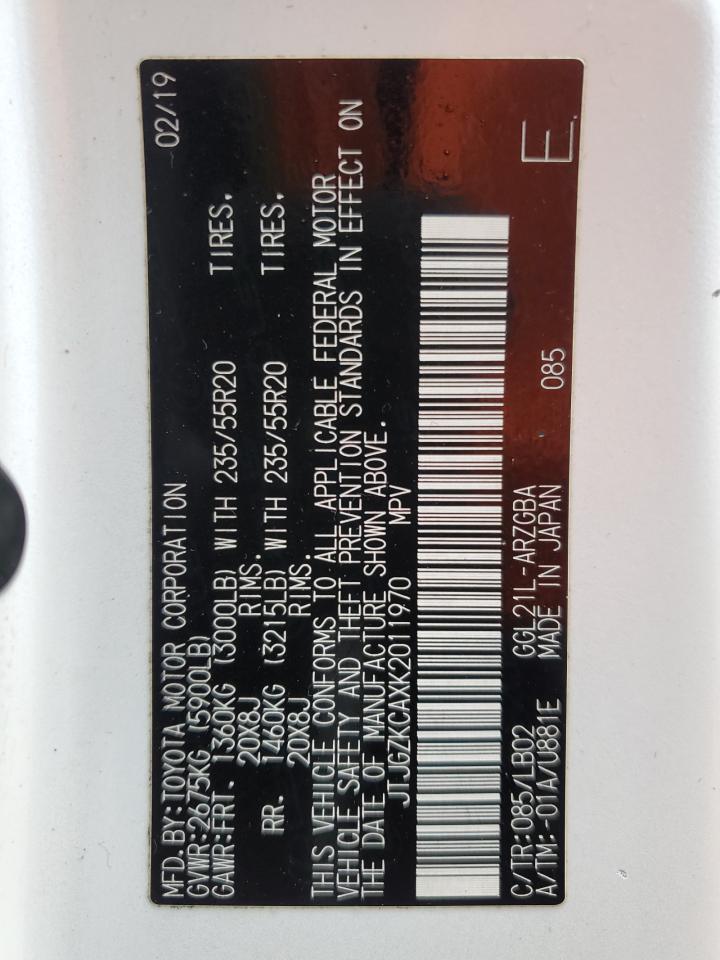 MFD.BY:TOYOTA MOTOR CORPORATION 02/19
GVWR:2675KG (5900LB)
GAWR:FRT. 1360KG (3000LB) WITH 235/55R20 TIRES,
20X8J RIMS.
RR. 1460KG (3215LB) WITH 235/55R20 TIRES,
20X8J RIMS.
THIS VEHICLE CONFORMS TO ALL APPLICABLE FEDERAL MOTOR
VEHICLE SAFETY AND THEFT PREVENTION STANDARDS IN EFFECT ON
THE DATE OF MANUFACTURE SHOWN ABOVE.
JTJGZKCAXK2011970 MPV
C/TR:085/LB02 GGL21L-ARZGBA 085 E
A/TM:-01A/U881E MADE IN JAPAN